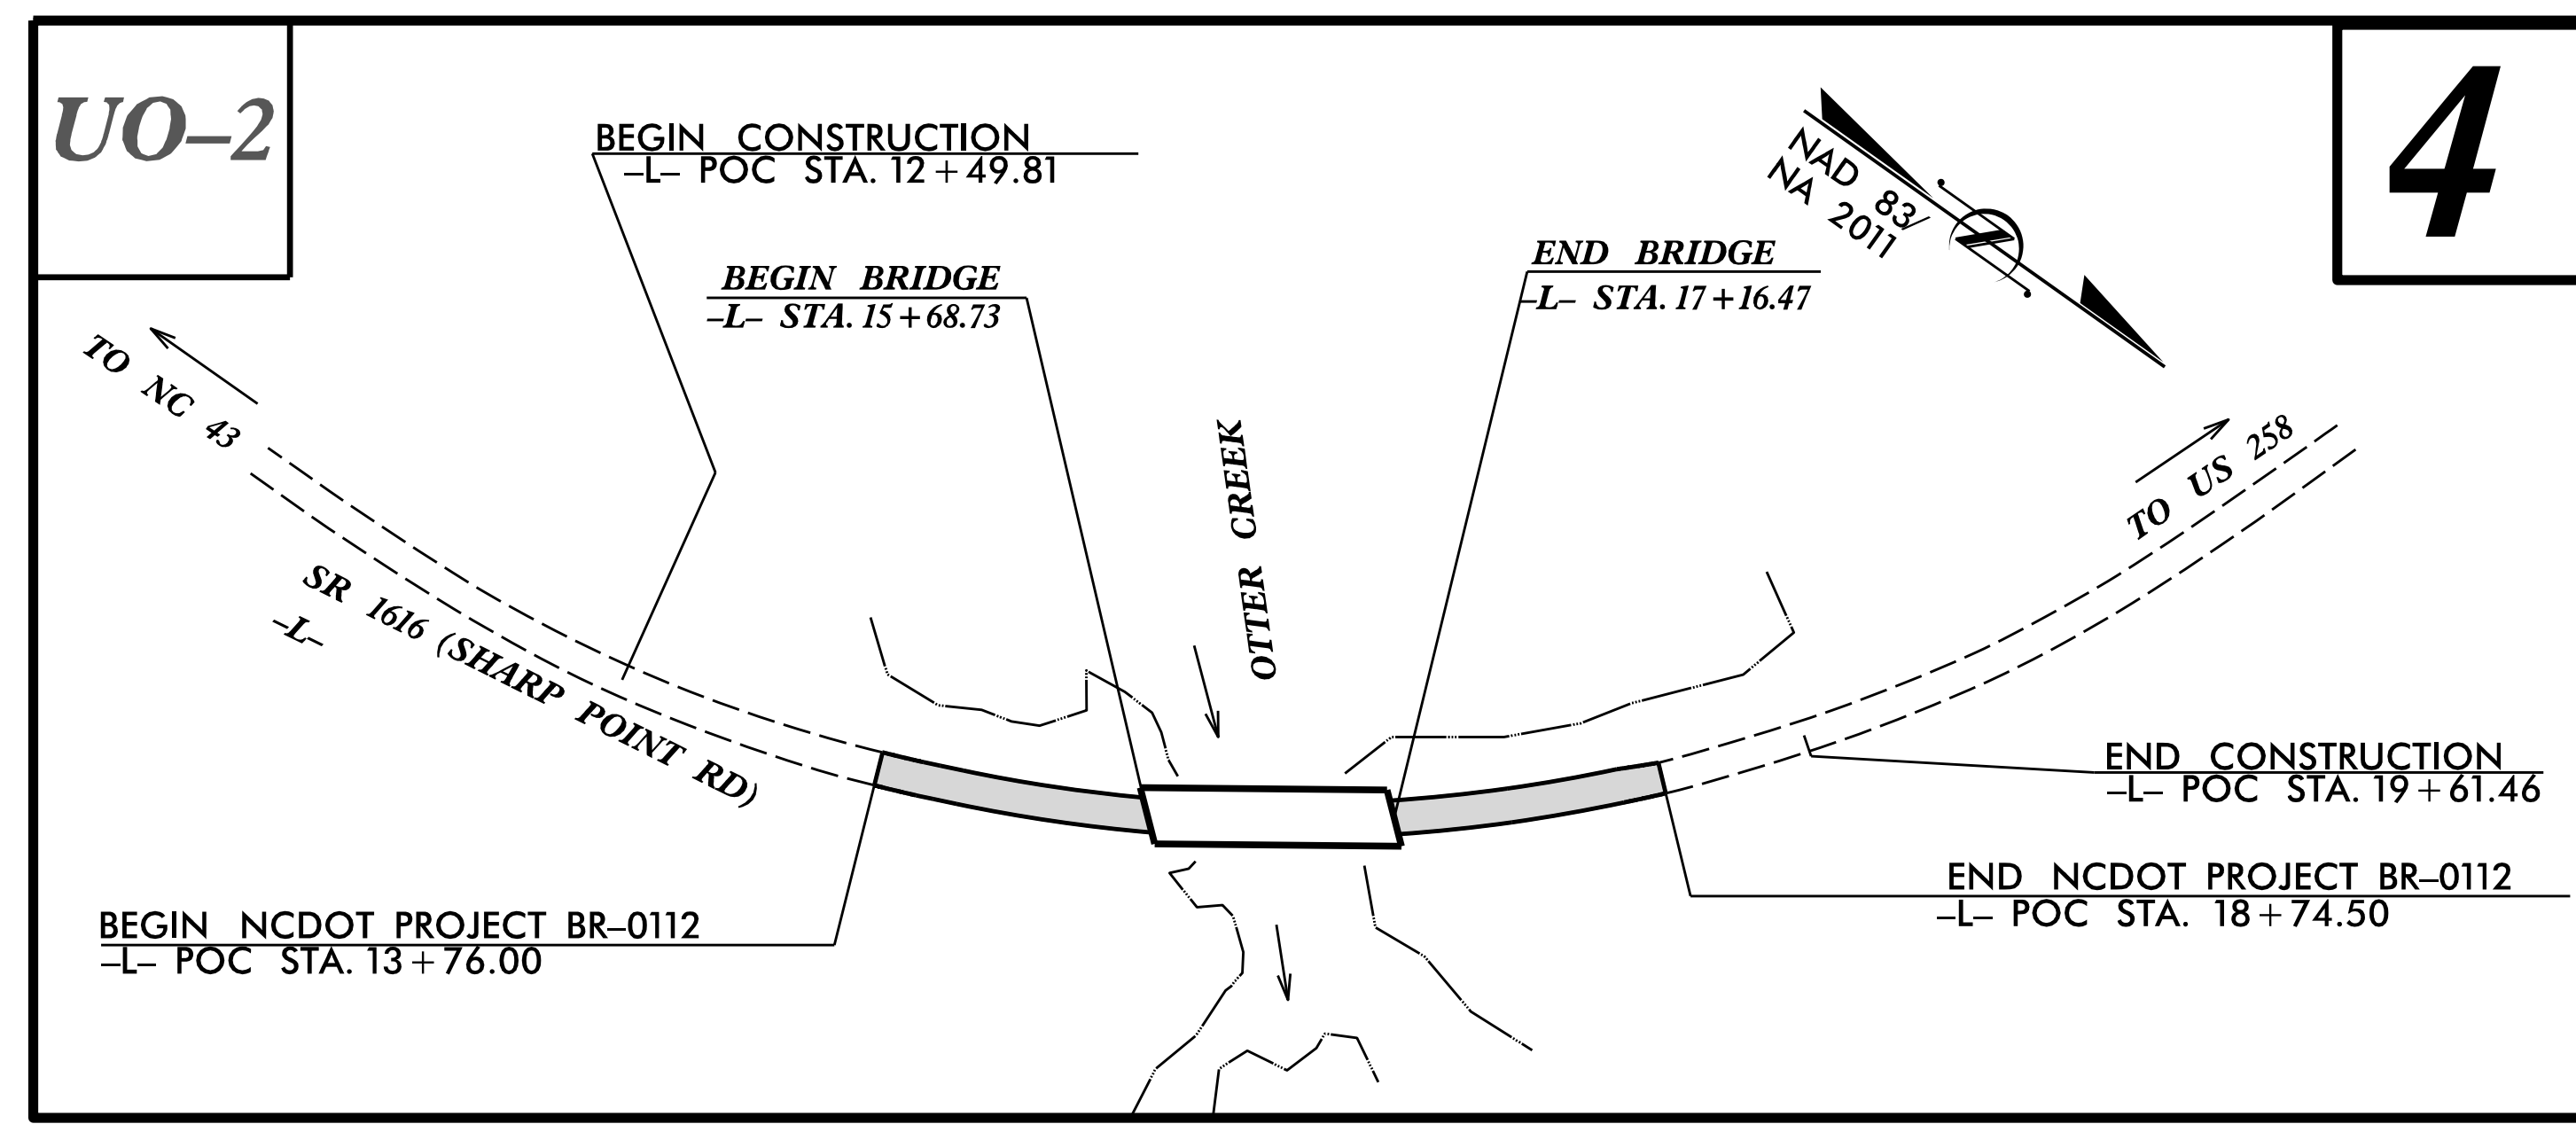 UO–2
4
BEGIN CONSTRUCTION
–L– POC STA. 12+49.81
NAD 83/
NA 2011
BEGIN BRIDGE
–L– STA. 15+68.73
END BRIDGE
–L– STA. 17+16.47
TO NC 43
OTTER CREEK
TO US 258
SR 1616 (SHARP POINT RD)
–L–
END CONSTRUCTION
–L– POC STA. 19+61.46
END NCDOT PROJECT BR–0112
–L– POC STA. 18+74.50
BEGIN NCDOT PROJECT BR–0112
–L– POC STA. 13+76.00